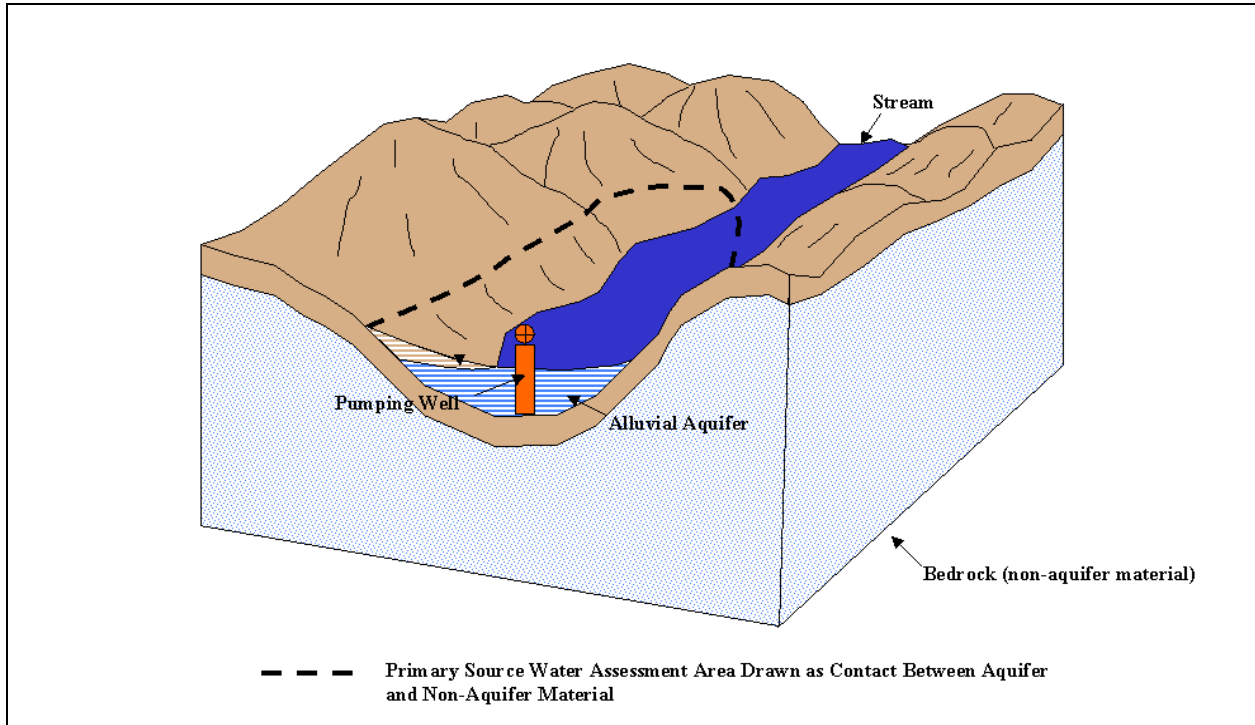 Stream
Pumping Well
Alluvial Aquifer
Bedrock (non-aquifer material)
Primary Source Water Assessment Area Drawn as Contact Between Aquifer
and Non-Aquifer Material